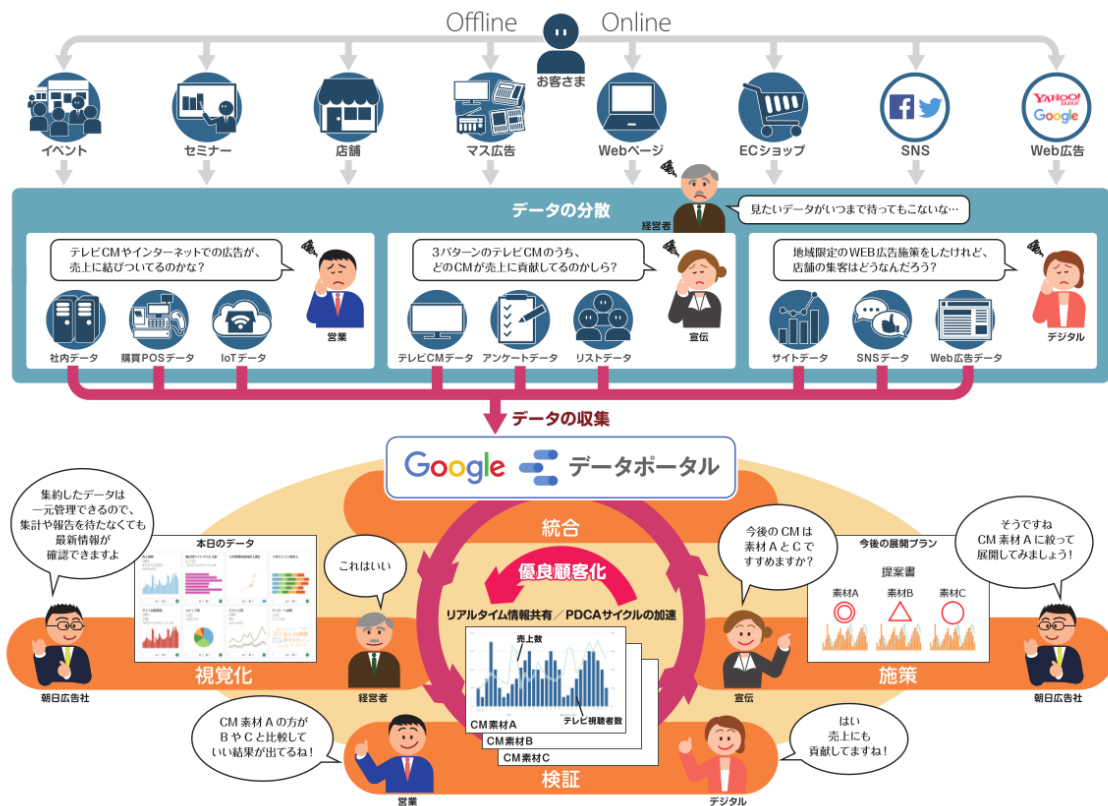 Offline
Online
お客さま
イベント
セミナー
店舗
マス広告
Webページ
ECショップ
SNS
Web広告
YAHOO!
JAPAN
Google
データの分散
経営者
見たいデータがいつまで待ってもこないな…
テレビCMやインターネットでの広告が、
売上に結びついてるのかな?
営業
社内データ
購買POSデータ
IoTデータ
3パターンのテレビCMのうち、
どのCMが売上に貢献してるのかしら?
宣伝
テレビCMデータ
アンケートデータ
リストデータ
地域限定のWEB広告施策をしたけれど、
店舗の集客はどうなんだろう?
デジタル
サイトデータ
SNSデータ
Web広告データ
データの収集
Google データポータル
統合
優良顧客化
リアルタイム情報共有/PDCAサイクルの加速
売上数
テレビ視聴者数
CM素材A
CM素材B
CM素材C
集約したデータは
一元管理できるので、
集計や報告を待たなくても
最新情報が
確認できますよ
本日のデータ
これはいい
朝日広告社
視覚化
経営者
今後のCMは
素材AとCで
すすめますか?
今後の展開プラン
提案書
素材A
素材B
素材C
そうですね
CM素材Aに絞って
展開してみましょう!
宣伝
施策
朝日広告社
CM素材Aの方が
BやCと比較して
いい結果が出てるね!
営業
検証
デジタル
はい
売上にも
貢献してますね!